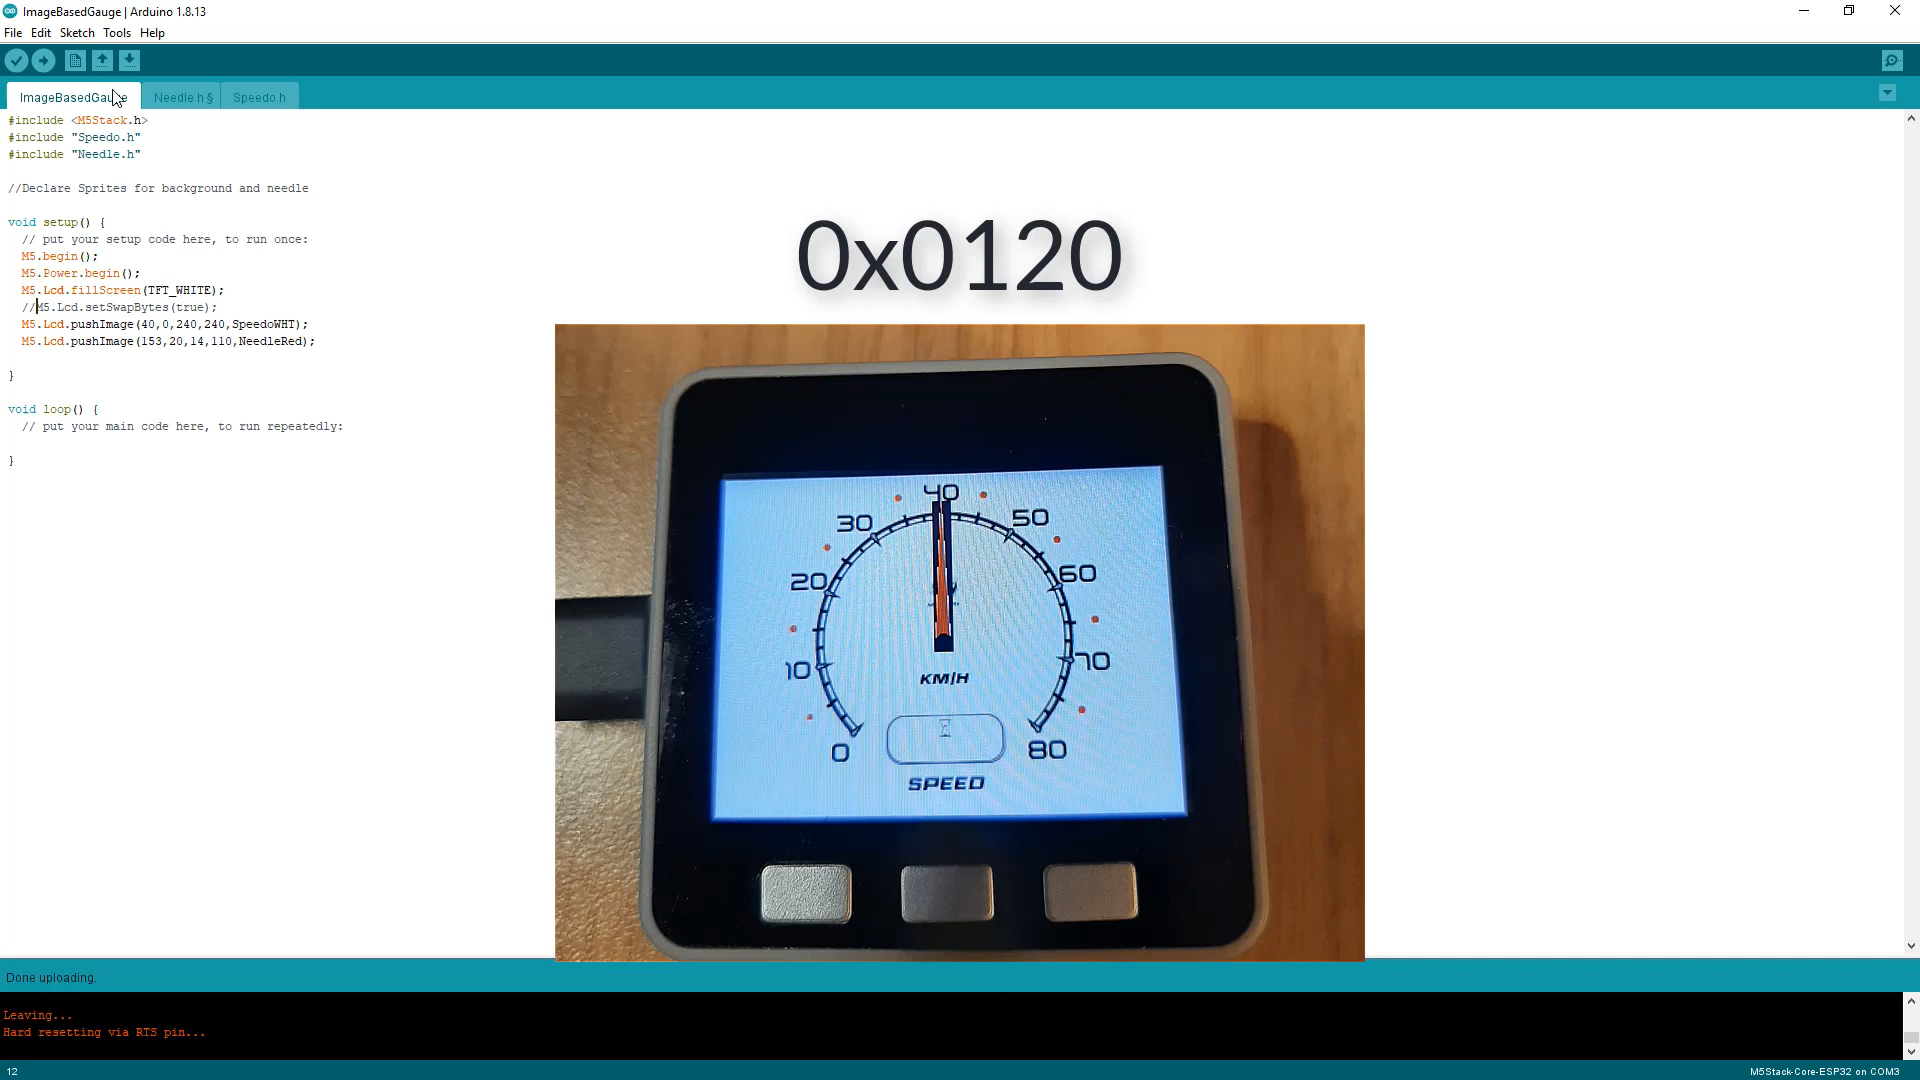 ImageBasedGauge | Arduino 1.8.13
File Edit Sketch Tools Help
ImageBasedGauge Needle.h § Speedo.h
#include <M5Stack.h>
#include "Speedo.h"
#include "Needle.h"
//Declare Sprites for background and needle
void setup() {
// put your setup code here, to run once:
M5.begin();
M5.Power.begin();
M5.Lcd.fillScreen(TFT_WHITE);
//M5.Lcd.setSwapBytes(true);
M5.Lcd.pushImage(40,0,240,240,SpeedoWHT);
M5.Lcd.pushImage(153,20,14,110,NeedleRed);
}
void loop() {
// put your main code here, to run repeatedly:
}
0x0120
40
30 50
20 60
10 70
KM/H
0 80
SPEED
Done uploading.
Leaving...
Hard resetting via RTS pin...
12 M5Stack-Core-ESP32 on COM3